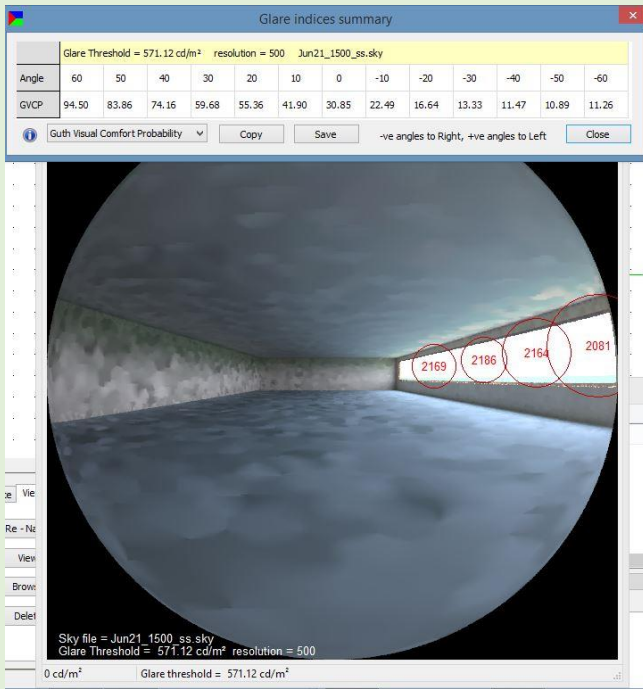 Glare indices summary
Glare Threshold = 571.12 cd/m² resolution = 500 Jun21_1500_ss.sky
Angle 60 50 40 30 20 10 0 -10 -20 -30 -40 -50 -60
GVCP 94.50 83.86 74.16 59.68 55.36 41.90 30.85 22.49 16.64 13.33 11.47 10.89 11.26
Guth Visual Comfort Probability Copy Save -ve angles to Right, +ve angles to Left Close
2169 2186 2164 2081
Vie
Re - Na
View
Brow
Delet
Sky file = Jun21_1500_ss.sky
Glare Threshold = 571.12 cd/m² resolution = 500
0 cd/m² Glare threshold = 571.12 cd/m²